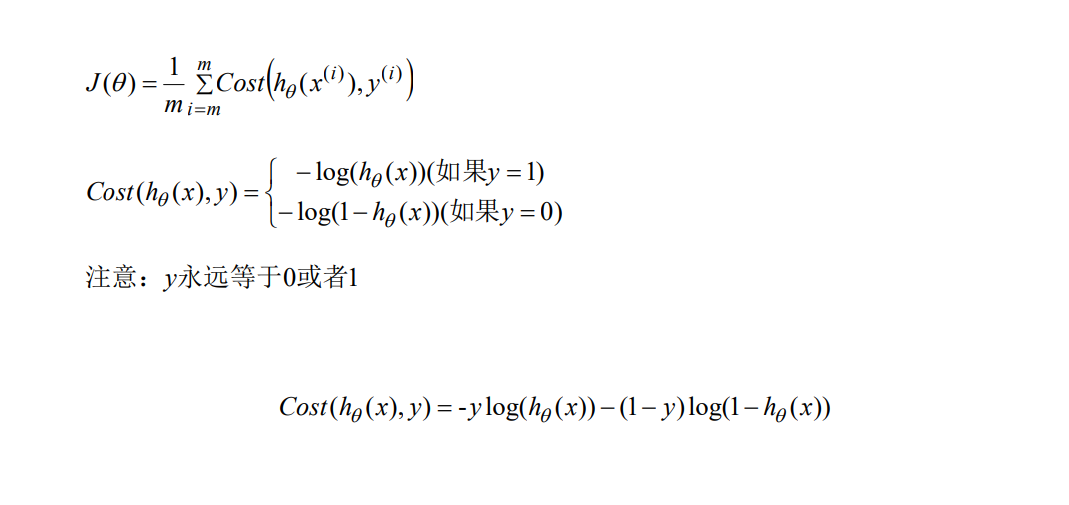 J(θ) = 1/m ∑_{i=m}^{m} Cost(h_θ(x^(i)), y^(i))
Cost(h_θ(x), y) = { −log(h_θ(x))(如果y = 1)
−log(1 − h_θ(x))(如果y = 0)
注意：y永远等于0或者1
Cost(h_θ(x), y) = -y log(h_θ(x)) − (1 − y) log(1 − h_θ(x))